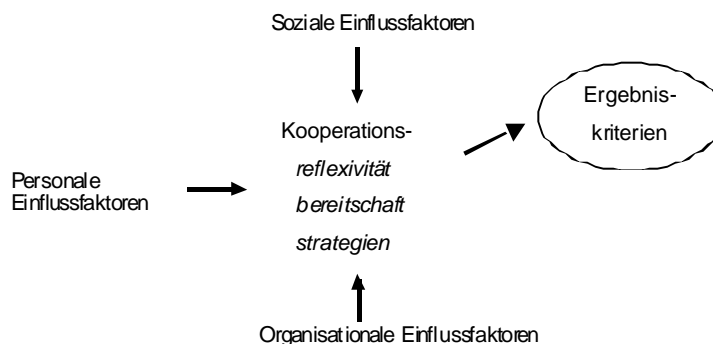 Soziale Einflussfaktoren
Ergebnis-
kriterien
Kooperations-
reflexivität
bereitschaft
strategien
Personale
Einflussfaktoren
Organisationale Einflussfaktoren